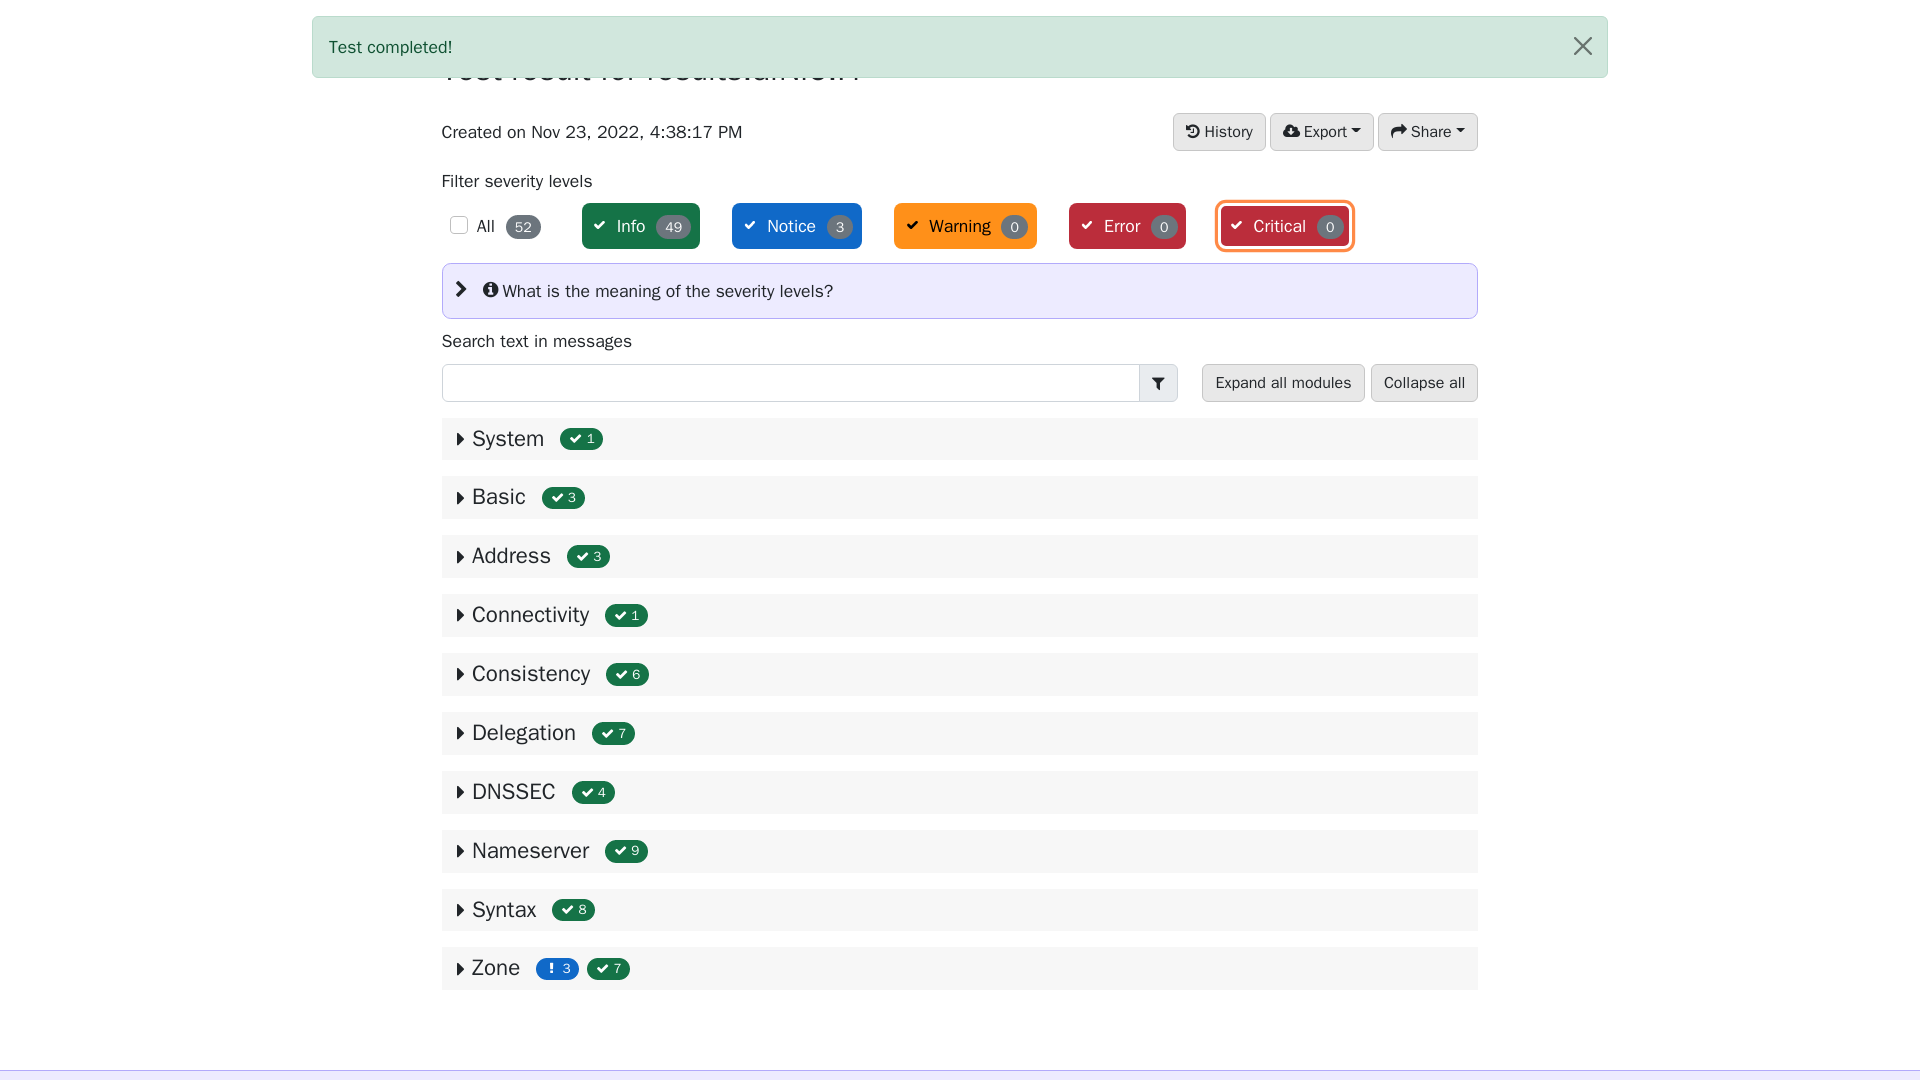 Test completed!
Created on Nov 23, 2022, 4:38:17 PM
History
Export
Share
Filter severity levels
All 52
Info 49
Notice 3
Warning 0
Error 0
Critical 0
What is the meaning of the severity levels?
Search text in messages
Expand all modules
Collapse all
System 1
Basic 3
Address 3
Connectivity 1
Consistency 6
Delegation 7
DNSSEC 4
Nameserver 9
Syntax 8
Zone 3 7